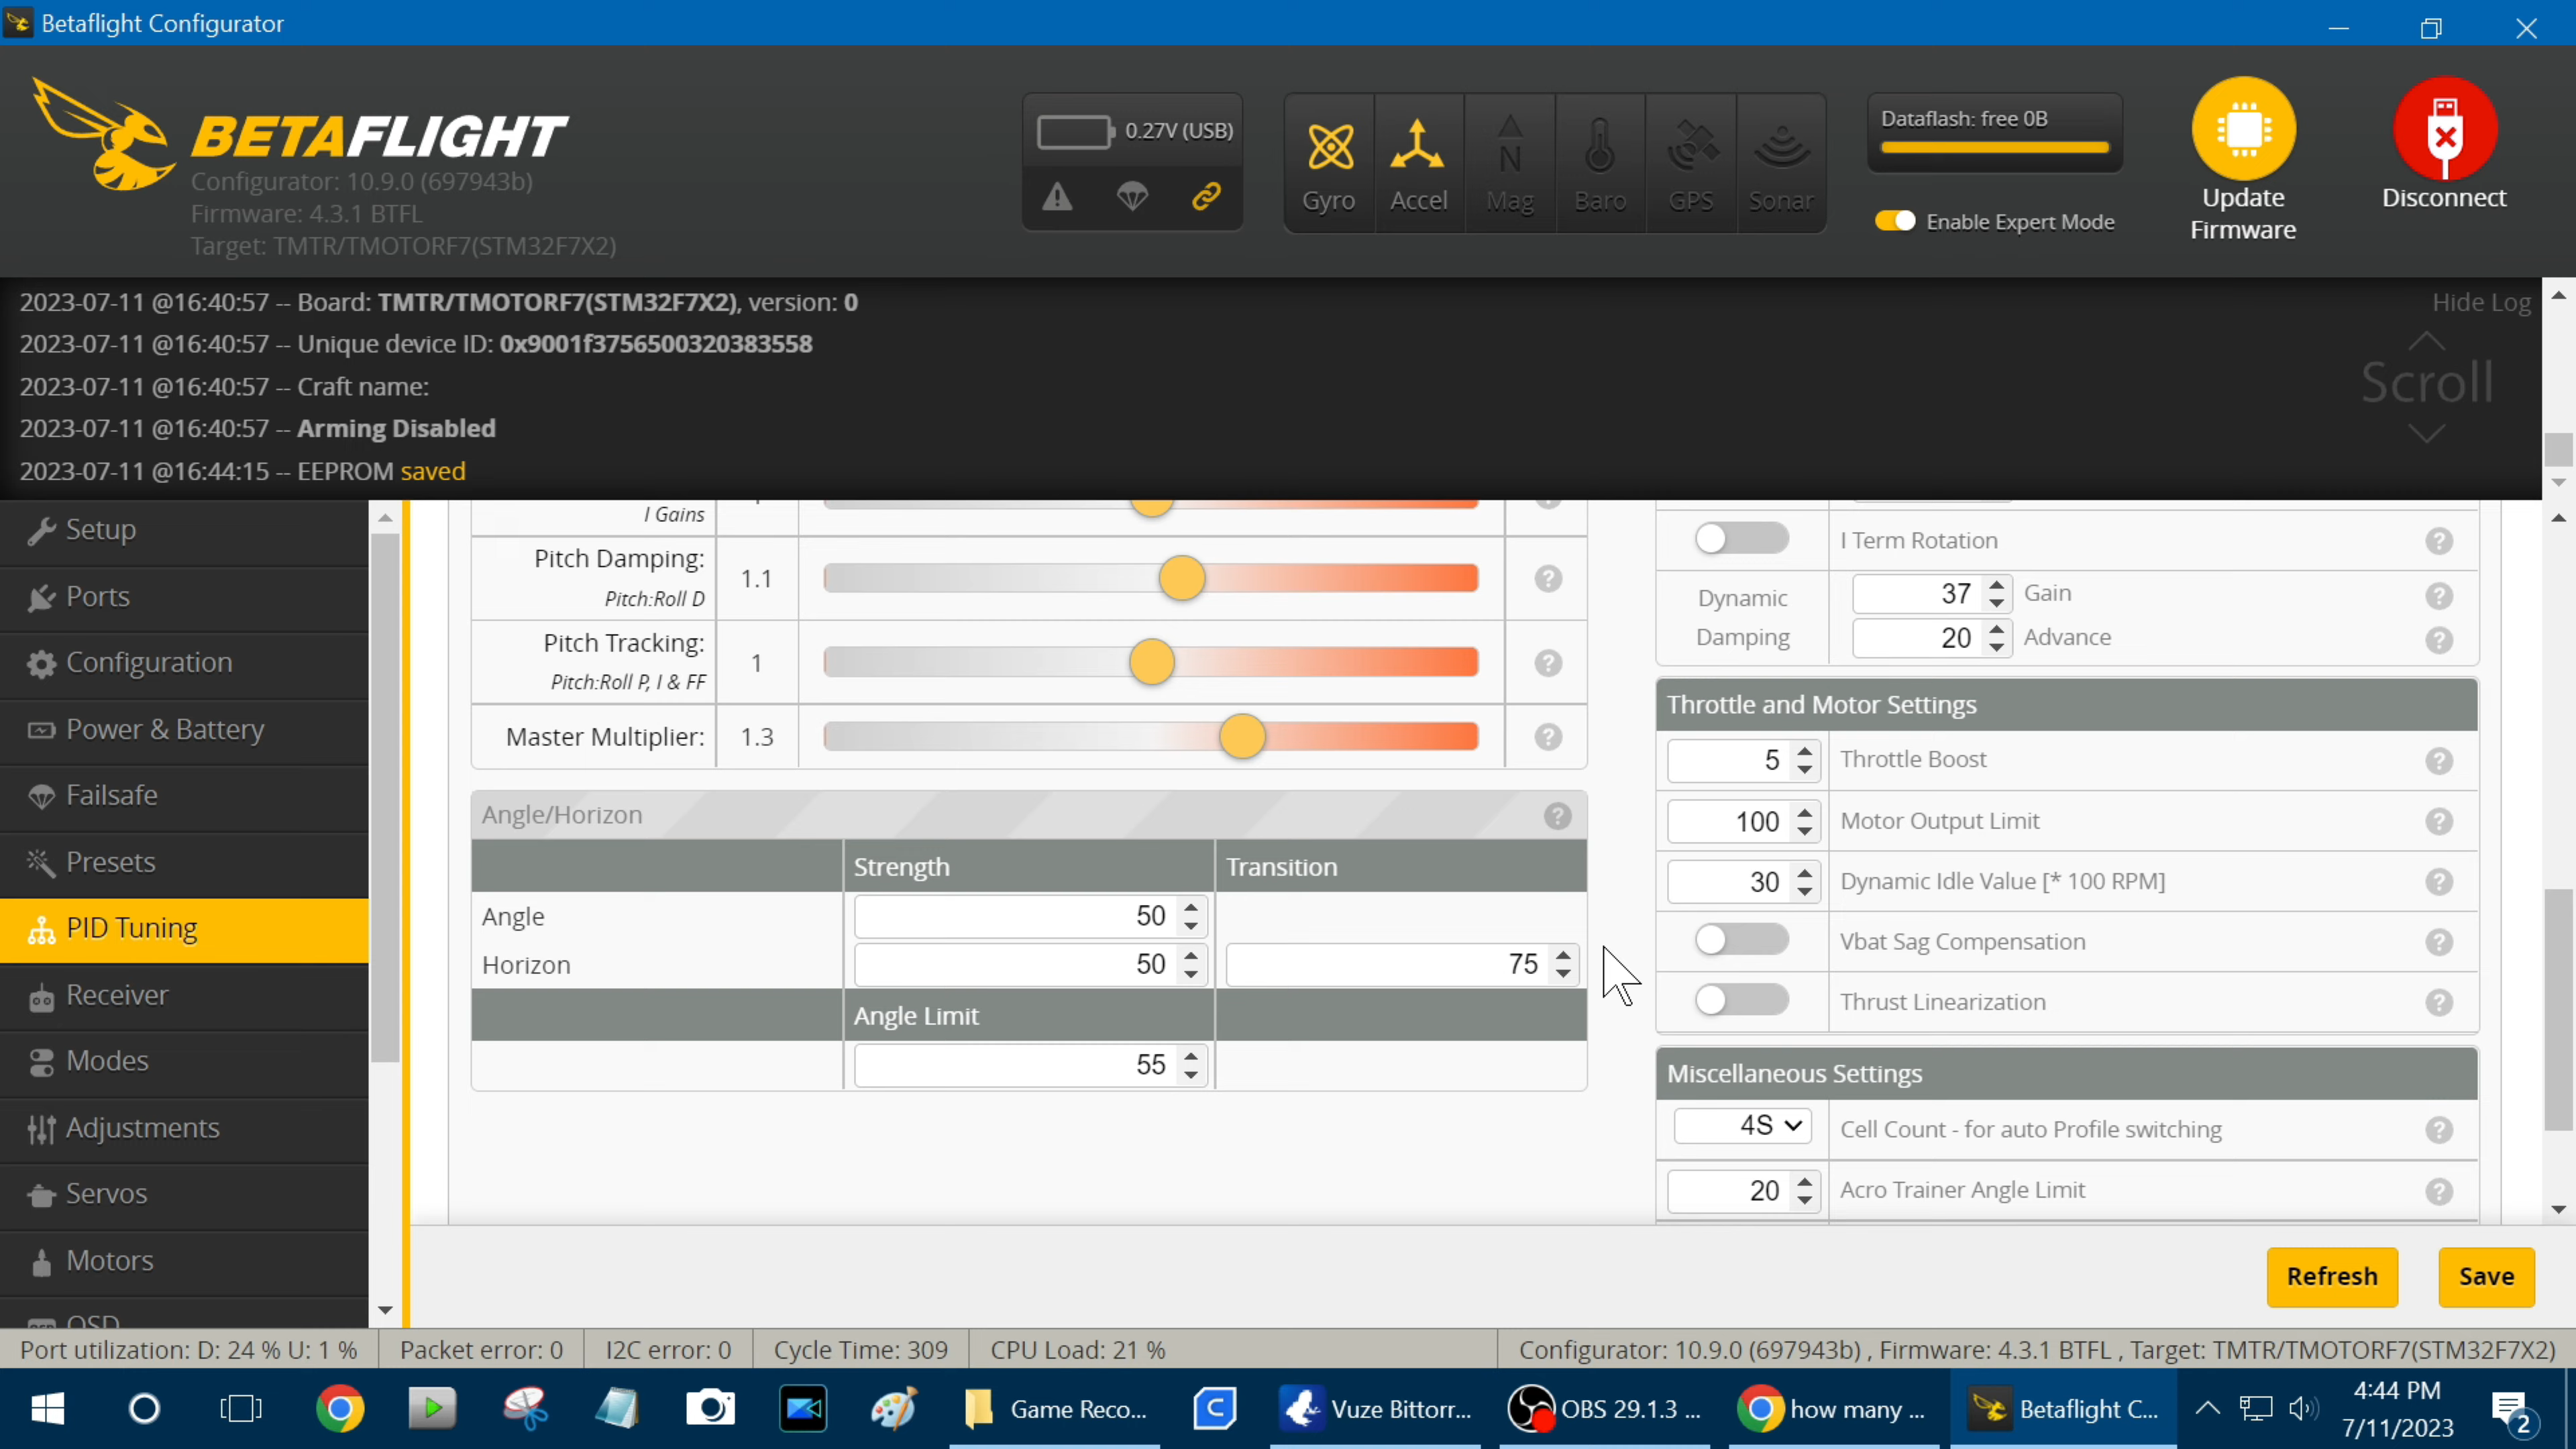 Betaflight Configurator
BETAFLIGHT
Configurator: 10.9.0 (697943b)
Firmware: 4.3.1 BTFL
Target: TMTR/TMOTORF7(STM32F7X2)
0.27V (USB)
Gyro
Accel
N
Mag
Baro
GPS
Sonar
Dataflash: free 0B
Enable Expert Mode
Update
Firmware
Disconnect
2023-07-11 @16:40:57 -- Board: TMTR/TMOTORF7(STM32F7X2), version: 0
2023-07-11 @16:40:57 -- Unique device ID: 0x9001f3756500320383558
2023-07-11 @16:40:57 -- Craft name:
2023-07-11 @16:40:57 -- Arming Disabled
2023-07-11 @16:44:15 -- EEPROM saved
Hide Log
Scroll
Setup
Ports
Configuration
Power & Battery
Failsafe
Presets
PID Tuning
Receiver
Modes
Adjustments
Servos
Motors
OSD
I Gains
Pitch Damping:
Pitch:Roll D
1.1
Pitch Tracking:
Pitch:Roll P, I & FF
1
Master Multiplier:
1.3
Angle/Horizon
Strength
Transition
Angle
50
Horizon
50
75
Angle Limit
55
I Term Rotation
Dynamic
Damping
37
Gain
20
Advance
Throttle and Motor Settings
5
Throttle Boost
100
Motor Output Limit
30
Dynamic Idle Value [* 100 RPM]
Vbat Sag Compensation
Thrust Linearization
Miscellaneous Settings
4S
Cell Count - for auto Profile switching
20
Acro Trainer Angle Limit
Refresh
Save
Port utilization: D: 24 % U: 1 %
Packet error: 0
I2C error: 0
Cycle Time: 309
CPU Load: 21 %
Configurator: 10.9.0 (697943b) , Firmware: 4.3.1 BTFL , Target: TMTR/TMOTORF7(STM32F7X2)
Game Reco...
Vuze Bittorr...
OBS 29.1.3 ...
how many ...
Betaflight C...
4:44 PM
7/11/2023
2